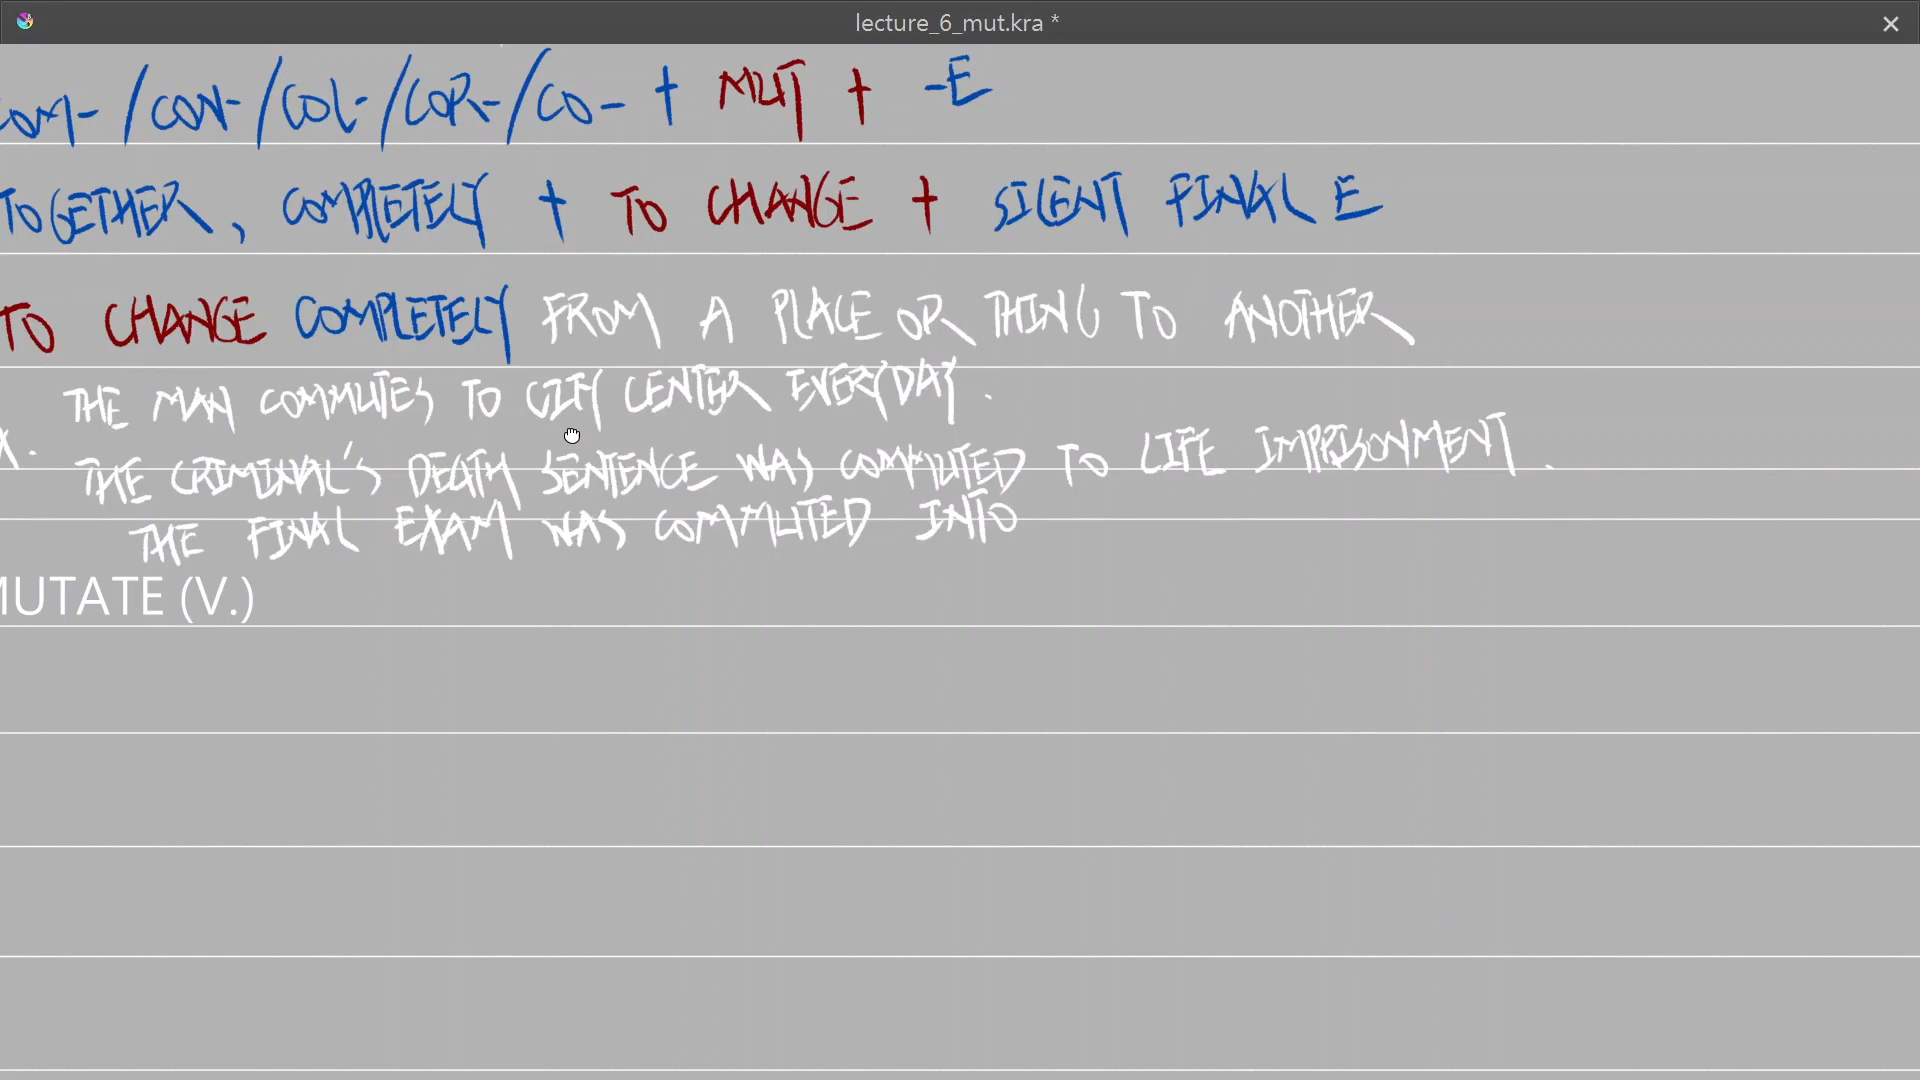 lecture_6_mut.kra *
COM- / CON- / COL- / COR- / CO- + MUT + -E
TOGETHER, COMPLETELY + TO CHANGE + SILENT FINAL E
TO CHANGE COMPLETELY FROM A PLACE OR THING TO ANOTHER
THE MAN COMMUTES TO CITY CENTER EVERYDAY.
X. THE CRIMINAL'S DEATH SENTENCE WAS COMMUTED TO LIFE IMPRISONMENT.
THE FINAL EXAM WAS COMMUTED INTO
MUTATE (V.)